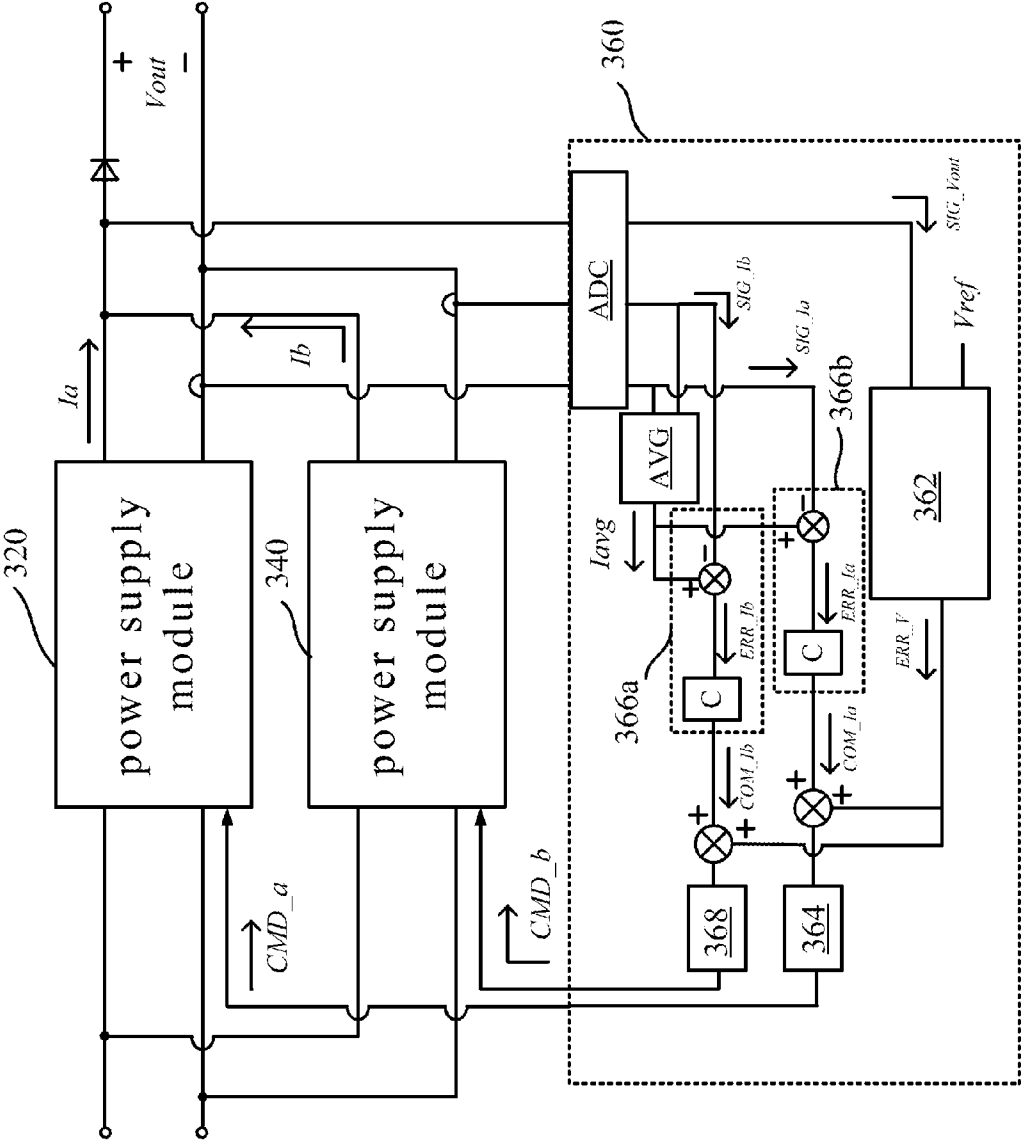 320
power supply
module
Ia
+
Vout
−
340
power supply
module
Ib
CMD_a
CMD_b
360
ADC
SIG_Vout
SIG_Ib
SIG_Ia
AVG
Iavg
366a
+
−
ERR_Ib
C
COM_Ib
366b
+
−
ERR_Ia
C
COM_Ia
362
Vref
ERR_V
+
+
+
+
368
364